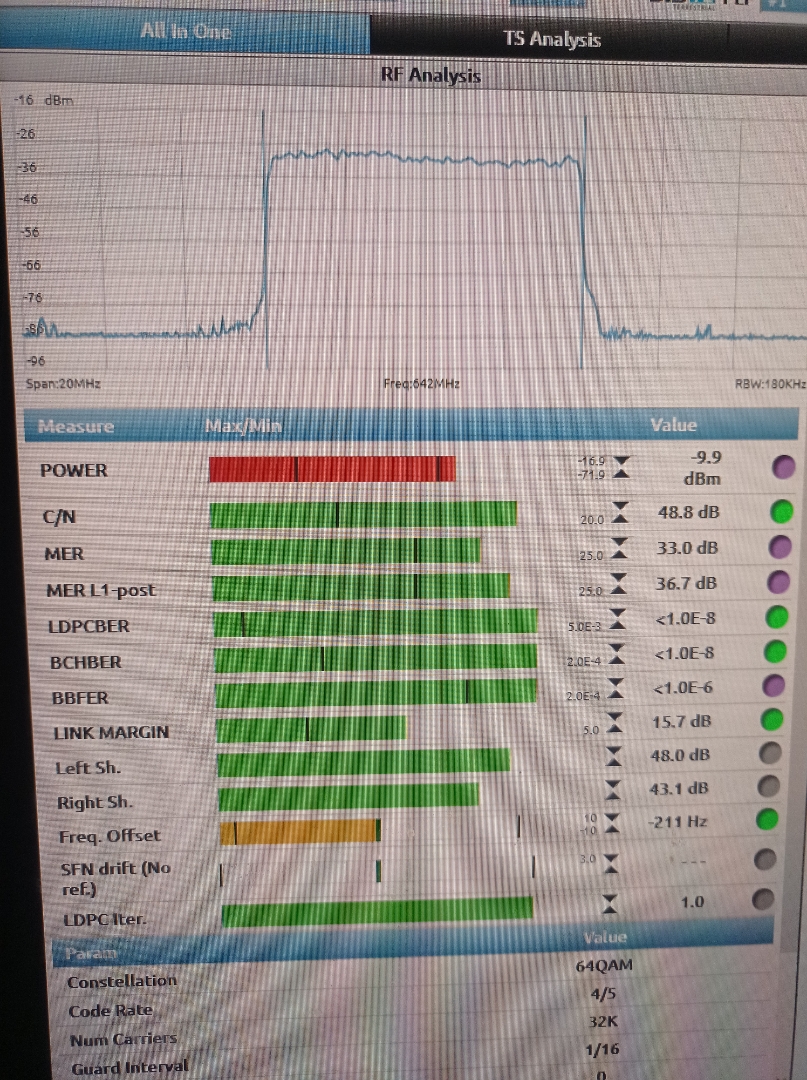 #1
TERRESTRIAL
All In One
TS Analysis
RF Analysis
-16 dBm
-26
-36
-46
-56
-66
-76
-86
-96
Span:20MHz Freq:642MHz RBW:180KHz
Measure Max/Min Value
POWER -16.9 -71.9 -9.9 dBm
C/N 20.0 48.8 dB
MER 25.0 33.0 dB
MER L1-post 25.0 36.7 dB
LDPCBER 5.0E-3 <1.0E-8
BCHBER 2.0E-4 <1.0E-8
BBFER 2.0E-4 <1.0E-6
LINK MARGIN 5.0 15.7 dB
Left Sh. 48.0 dB
Right Sh. 43.1 dB
Freq. Offset 10 -10 -211 Hz
SFN drift (No ref.) 3.0 ---
LDPC Iter. 1.0
Param Value
Constellation 64QAM
Code Rate 4/5
Num Carriers 32K
Guard Interval 1/16
0